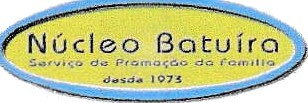 Núcleo Batuíra
Serviço de Promoção da Família
desde 1973